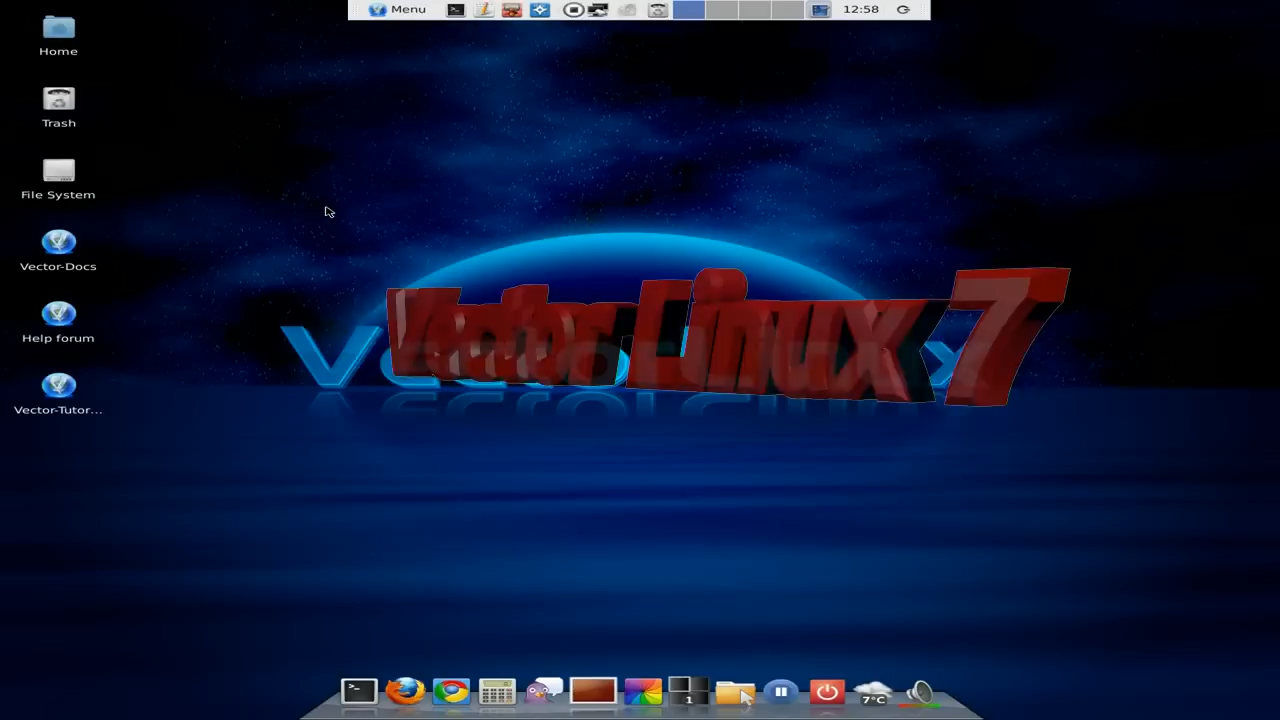 Menu
12:58
Home
Trash
File System
Vector-Docs
Help forum
Vector-Tutor...
Vector Linux 7
1
7°C